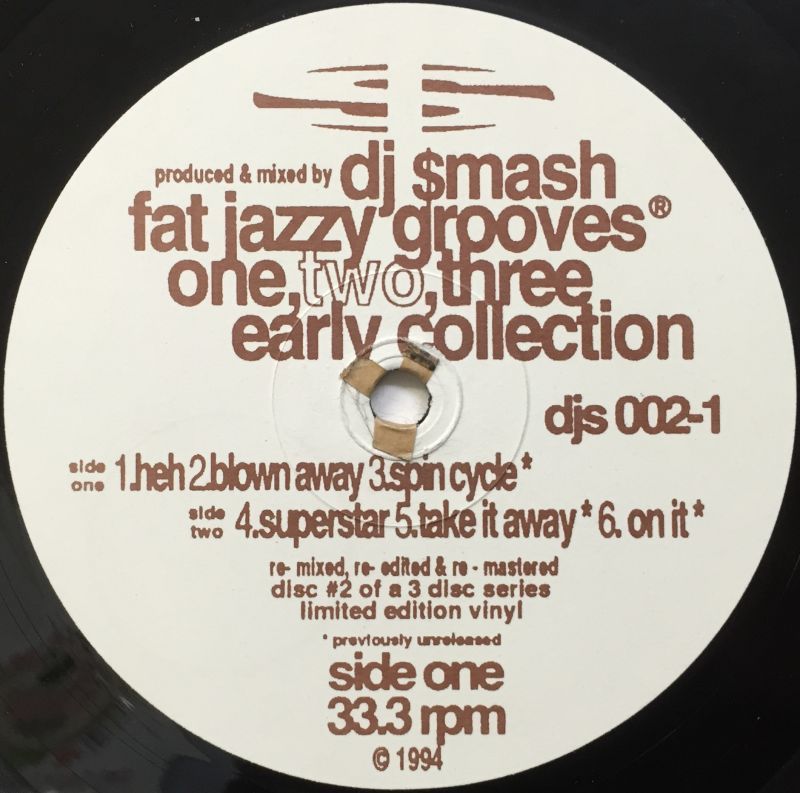 produced & mixed by dj $mash
fat jazzy grooves®
one,two,three
early collection
djs 002-1
side one 1.heh 2.blown away 3.spin cycle*
side two 4.superstar 5.take it away* 6. on it*
re- mixed, re- edited & re - mastered
disc #2 of a 3 disc series
limited edition vinyl
* previously unreleased
side one
33.3 rpm
© 1994